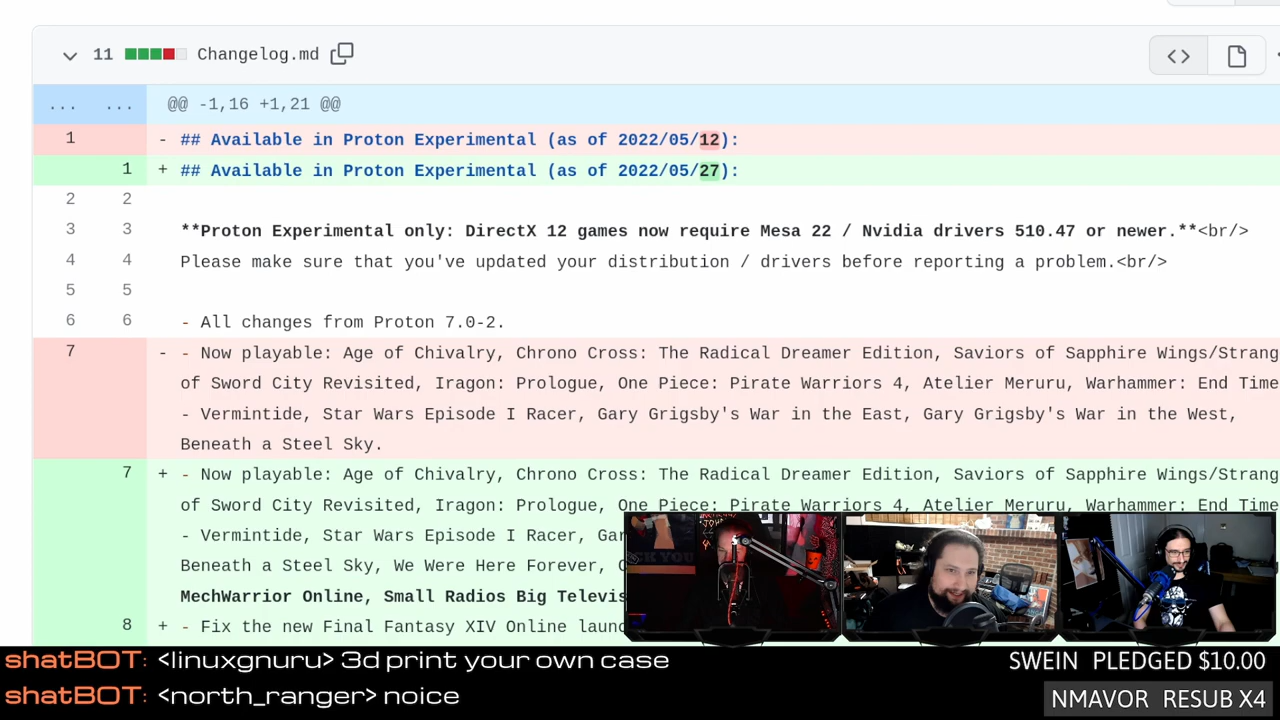 11 Changelog.md
... ... @@ -1,16 +1,21 @@
1 - ## Available in Proton Experimental (as of 2022/05/12):
1 + ## Available in Proton Experimental (as of 2022/05/27):
2 2
3 3 **Proton Experimental only: DirectX 12 games now require Mesa 22 / Nvidia drivers 510.47 or newer.**<br/>
4 4 Please make sure that you've updated your distribution / drivers before reporting a problem.<br/>
5 5
6 6 - All changes from Proton 7.0-2.
7 - - Now playable: Age of Chivalry, Chrono Cross: The Radical Dreamer Edition, Saviors of Sapphire Wings/Strang
of Sword City Revisited, Iragon: Prologue, One Piece: Pirate Warriors 4, Atelier Meruru, Warhammer: End Time
- Vermintide, Star Wars Episode I Racer, Gary Grigsby's War in the East, Gary Grigsby's War in the West,
Beneath a Steel Sky.
7 + - Now playable: Age of Chivalry, Chrono Cross: The Radical Dreamer Edition, Saviors of Sapphire Wings/Strang
of Sword City Revisited, Iragon: Prologue, One Piece: Pirate Warriors 4, Atelier Meruru, Warhammer: End Time
- Vermintide, Star Wars Episode I Racer, Gar
Beneath a Steel Sky, We Were Here Forever,
MechWarrior Online, Small Radios Big Televis
8 + - Fix the new Final Fantasy XIV Online launc
shatBOT: <linuxgnuru> 3d print your own case
SWEIN PLEDGED $10.00
shatBOT: <north_ranger> noice
NMAVOR RESUB X4